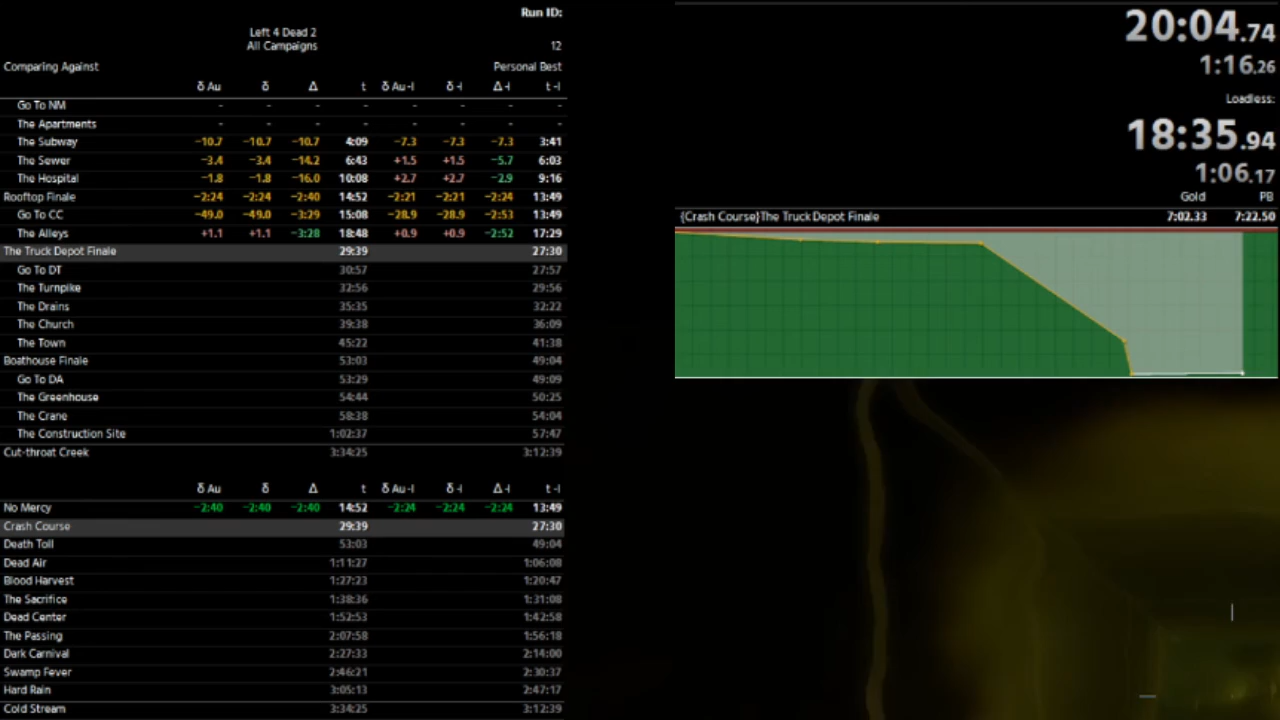 Run ID:
Left 4 Dead 2
All Campaigns 12
Comparing Against Personal Best
δ Au δ Δ t δ Au -I δ -I Δ -I t -I
Go To NM - - - - - - - -
The Apartments - - - - - - - -
The Subway −10.7 −10.7 −10.7 4:09 −7.3 −7.3 −7.3 3:41
The Sewer −3.4 −3.4 −14.2 6:43 +1.5 +1.5 −5.7 6:03
The Hospital −1.8 −1.8 −16.0 10:08 +2.7 +2.7 −2.9 9:16
Rooftop Finale −2:24 −2:24 −2:40 14:52 −2:21 −2:21 −2:24 13:49
Go To CC −49.0 −49.0 −3:29 15:08 −28.9 −28.9 −2:53 13:49
The Alleys +1.1 +1.1 −3:28 18:48 +0.9 +0.9 −2:52 17:29
The Truck Depot Finale 29:39 27:30
Go To DT 30:57 27:57
The Turnpike 32:56 29:56
The Drains 35:35 32:22
The Church 39:38 36:09
The Town 45:22 41:38
Boathouse Finale 53:03 49:04
Go To DA 53:29 49:09
The Greenhouse 54:44 50:25
The Crane 58:38 54:04
The Construction Site 1:02:37 57:47
Cut-throat Creek 3:34:25 3:12:39
δ Au δ Δ t δ Au -I δ -I Δ -I t -I
No Mercy −2:40 −2:40 −2:40 14:52 −2:24 −2:24 −2:24 13:49
Crash Course 29:39 27:30
Death Toll 53:03 49:04
Dead Air 1:11:27 1:06:08
Blood Harvest 1:27:23 1:20:47
The Sacrifice 1:38:36 1:31:08
Dead Center 1:52:53 1:42:58
The Passing 2:07:58 1:56:18
Dark Carnival 2:27:33 2:14:00
Swamp Fever 2:46:21 2:30:37
Hard Rain 3:05:13 2:47:17
Cold Stream 3:34:25 3:12:39
20:04.74
1:16.26
Loadless:
18:35.94
1:06.17
Gold PB
{Crash Course}The Truck Depot Finale 7:02.33 7:22.50